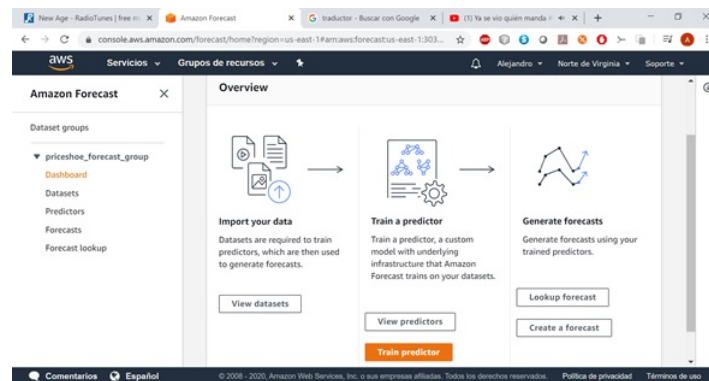 New Age - RadioTunes | free m
Amazon Forecast
traductor - Buscar con Google
(1) Ya se vio quién manda
console.aws.amazon.com/forecast/home?region=us-east-1#arn:aws:forecast:us-east-1:303...
aws
Servicios
Grupos de recursos
Alejandro
Norte de Virginia
Soporte
Amazon Forecast
Dataset groups
priceshoe_forecast_group
Dashboard
Datasets
Predictors
Forecasts
Forecast lookup
Overview
Import your data
Datasets are required to train
predictors, which are then used
to generate forecasts.
View datasets
Train a predictor
Train a predictor, a custom
model with underlying
infrastructure that Amazon
Forecast trains on your datasets.
View predictors
Train predictor
Generate forecasts
Generate forecasts using your
trained predictors.
Lookup forecast
Create a forecast
Comentarios
Español
© 2008 - 2020, Amazon Web Services, Inc. o sus empresas afiliadas. Todos los derechos reservados.
Política de privacidad
Términos de uso